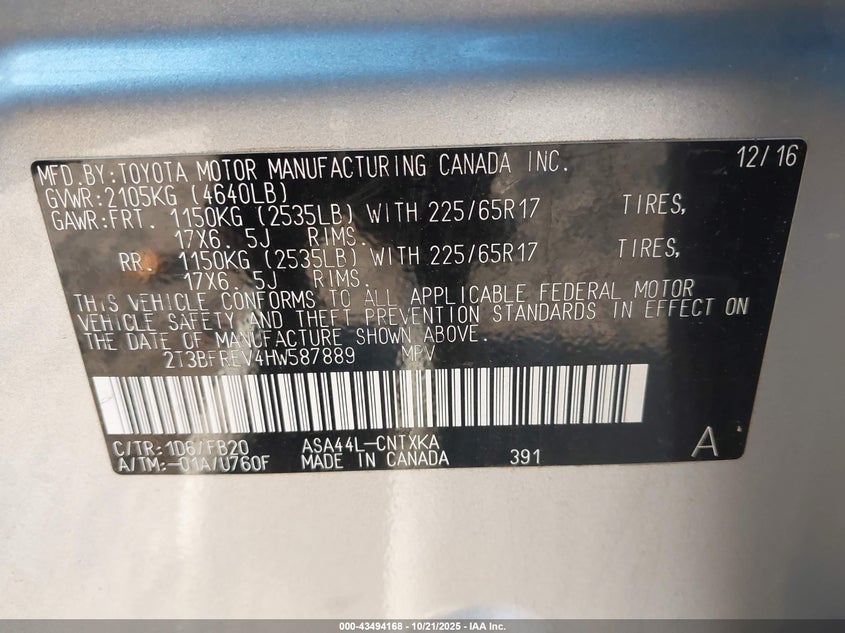 MFD.BY:TOYOTA MOTOR MANUFACTURING CANADA INC. 12/16
GVWR:2105KG (4640LB)
GAWR:FRT. 1150KG (2535LB) WITH 225/65R17 TIRES,
17X6.5J RIMS.
RR. 1150KG (2535LB) WITH 225/65R17 TIRES,
17X6.5J RIMS.
THIS VEHICLE CONFORMS TO ALL APPLICABLE FEDERAL MOTOR
VEHICLE SAFETY AND THEFT PREVENTION STANDARDS IN EFFECT ON
THE DATE OF MANUFACTURE SHOWN ABOVE.
2T3BFREV4HW587889 MPV
C/TR:1D6/FB20 ASA44L-CNTXKA
A/TM:-01A/U760F MADE IN CANADA 391 A
000-43494168 - 10/21/2025 - IAA Inc.